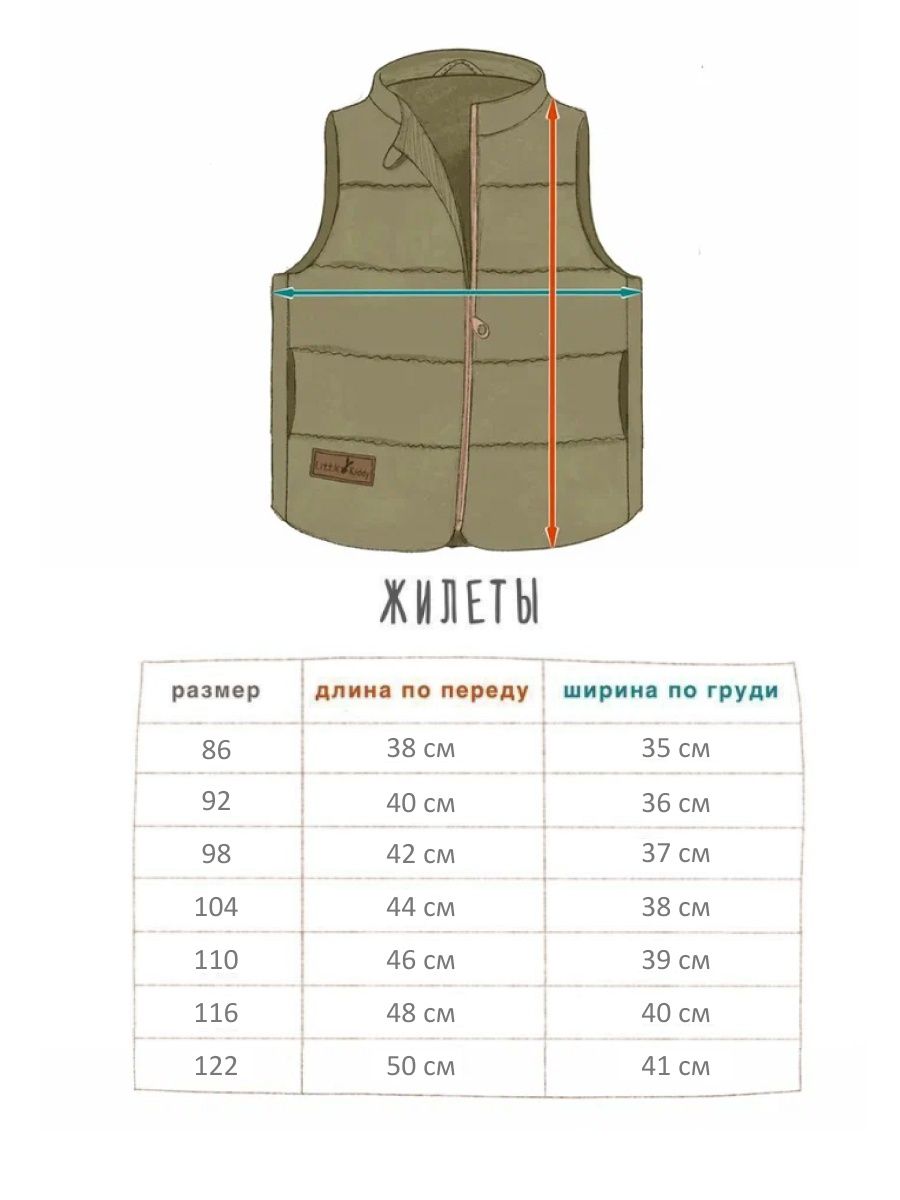 Little Kiddy
ЖИЛЕТЫ
размер длина по переду ширина по груди
86 38 см 35 см
92 40 см 36 см
98 42 см 37 см
104 44 см 38 см
110 46 см 39 см
116 48 см 40 см
122 50 см 41 см